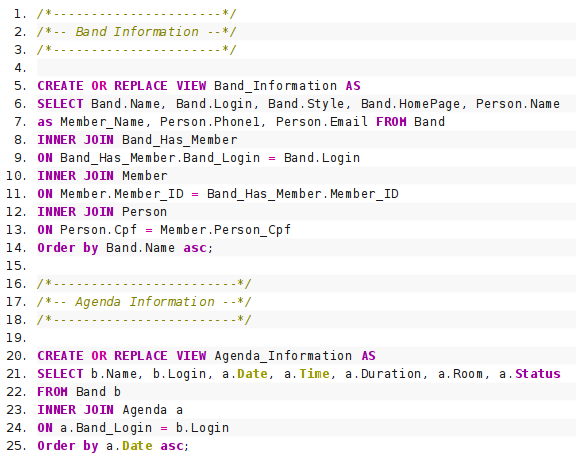 1. /*----------------------*/
2. /*-- Band Information --*/
3. /*----------------------*/
4.
5. CREATE OR REPLACE VIEW Band_Information AS
6. SELECT Band.Name, Band.Login, Band.Style, Band.HomePage, Person.Name
7. as Member_Name, Person.Phone1, Person.Email FROM Band
8. INNER JOIN Band_Has_Member
9. ON Band_Has_Member.Band_Login = Band.Login
10. INNER JOIN Member
11. ON Member.Member_ID = Band_Has_Member.Member_ID
12. INNER JOIN Person
13. ON Person.Cpf = Member.Person_Cpf
14. Order by Band.Name asc;
15.
16. /*------------------------*/
17. /*-- Agenda Information --*/
18. /*------------------------*/
19.
20. CREATE OR REPLACE VIEW Agenda_Information AS
21. SELECT b.Name, b.Login, a.Date, a.Time, a.Duration, a.Room, a.Status
22. FROM Band b
23. INNER JOIN Agenda a
24. ON a.Band_Login = b.Login
25. Order by a.Date asc;